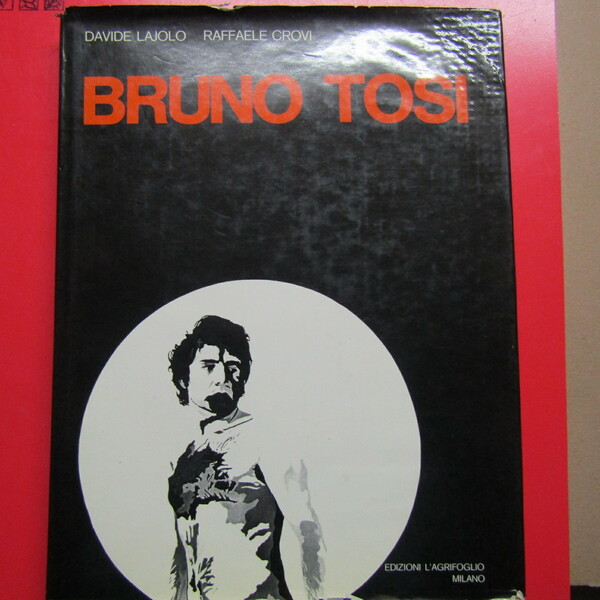 DAVIDE LAJOLO RAFFAELE CROVI
BRUNO TOSI
EDIZIONI L'AGRIFOGLIO
MILANO